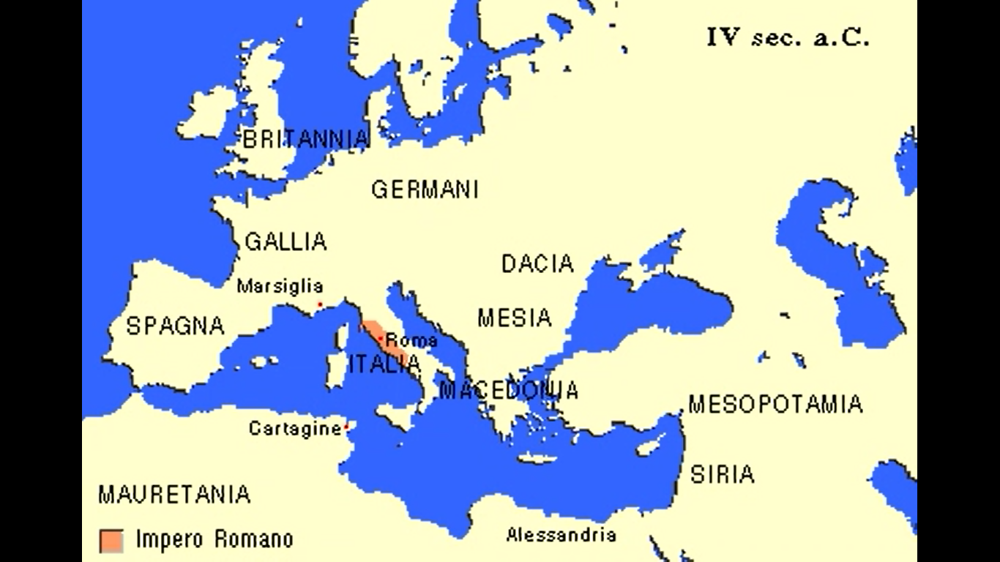 IV sec. a.C.
BRITANNIA
GERMANI
GALLIA
DACIA
Marsiglia
MESIA
SPAGNA
Roma
ITALIA
MACEDONIA
MESOPOTAMIA
Cartagine
SIRIA
MAURETANIA
Alessandria
Impero Romano